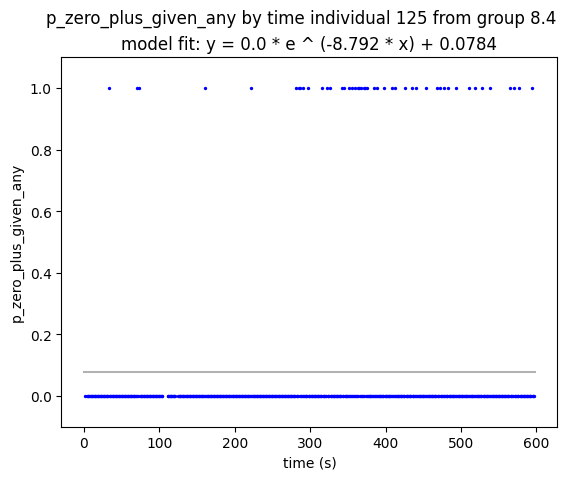 p_zero_plus_given_any by time individual 125 from group 8.4
model fit: y = 0.0 * e ^ (-8.792 * x) + 0.0784
p_zero_plus_given_any
1.0
0.8
0.6
0.4
0.2
0.0
0 100 200 300 400 500 600
time (s)